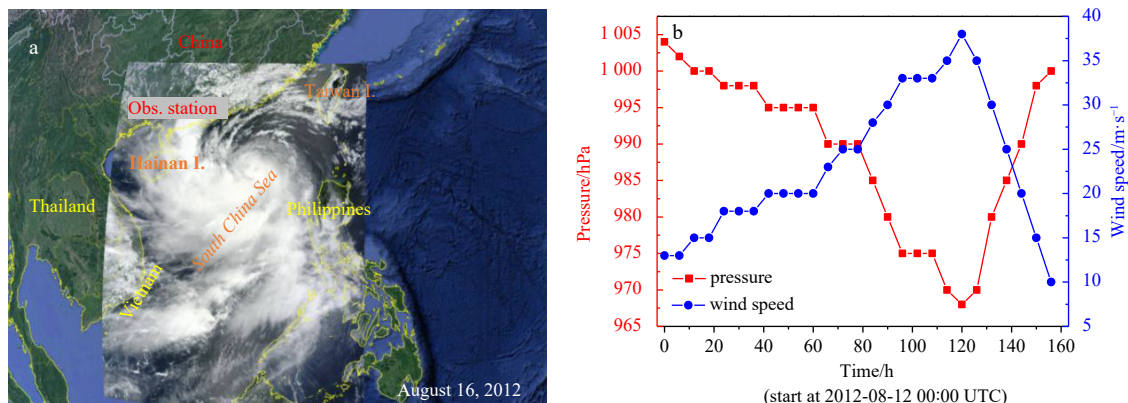 a
China
Taiwan I.
Obs. station
Hainan I.
Thailand
South China Sea
Philippines
Vietnam
August 16, 2012
b
Pressure/hPa
1 005
1 000
995
990
985
980
975
970
965
pressure
wind speed
0 20 40 60 80 100 120 140 160
Time/h
(start at 2012-08-12 00:00 UTC)
40
35
30
25
20
15
10
5
Wind speed/m·s⁻¹